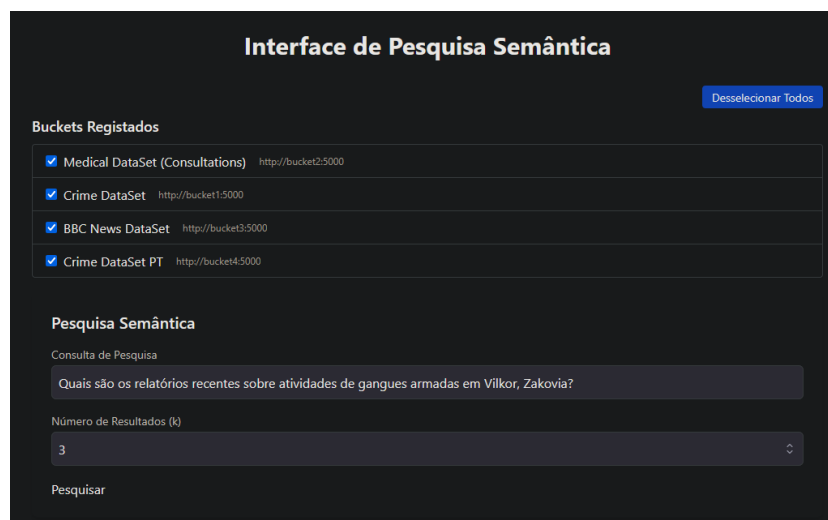 Interface de Pesquisa Semântica
Desselecionar Todos
Buckets Registados
Medical DataSet (Consultations) http://bucket2:5000
Crime DataSet http://bucket1:5000
BBC News DataSet http://bucket3:5000
Crime DataSet PT http://bucket4:5000
Pesquisa Semântica
Consulta de Pesquisa
Quais são os relatórios recentes sobre atividades de gangues armadas em Vilkor, Zakovia?
Número de Resultados (k)
3
Pesquisar